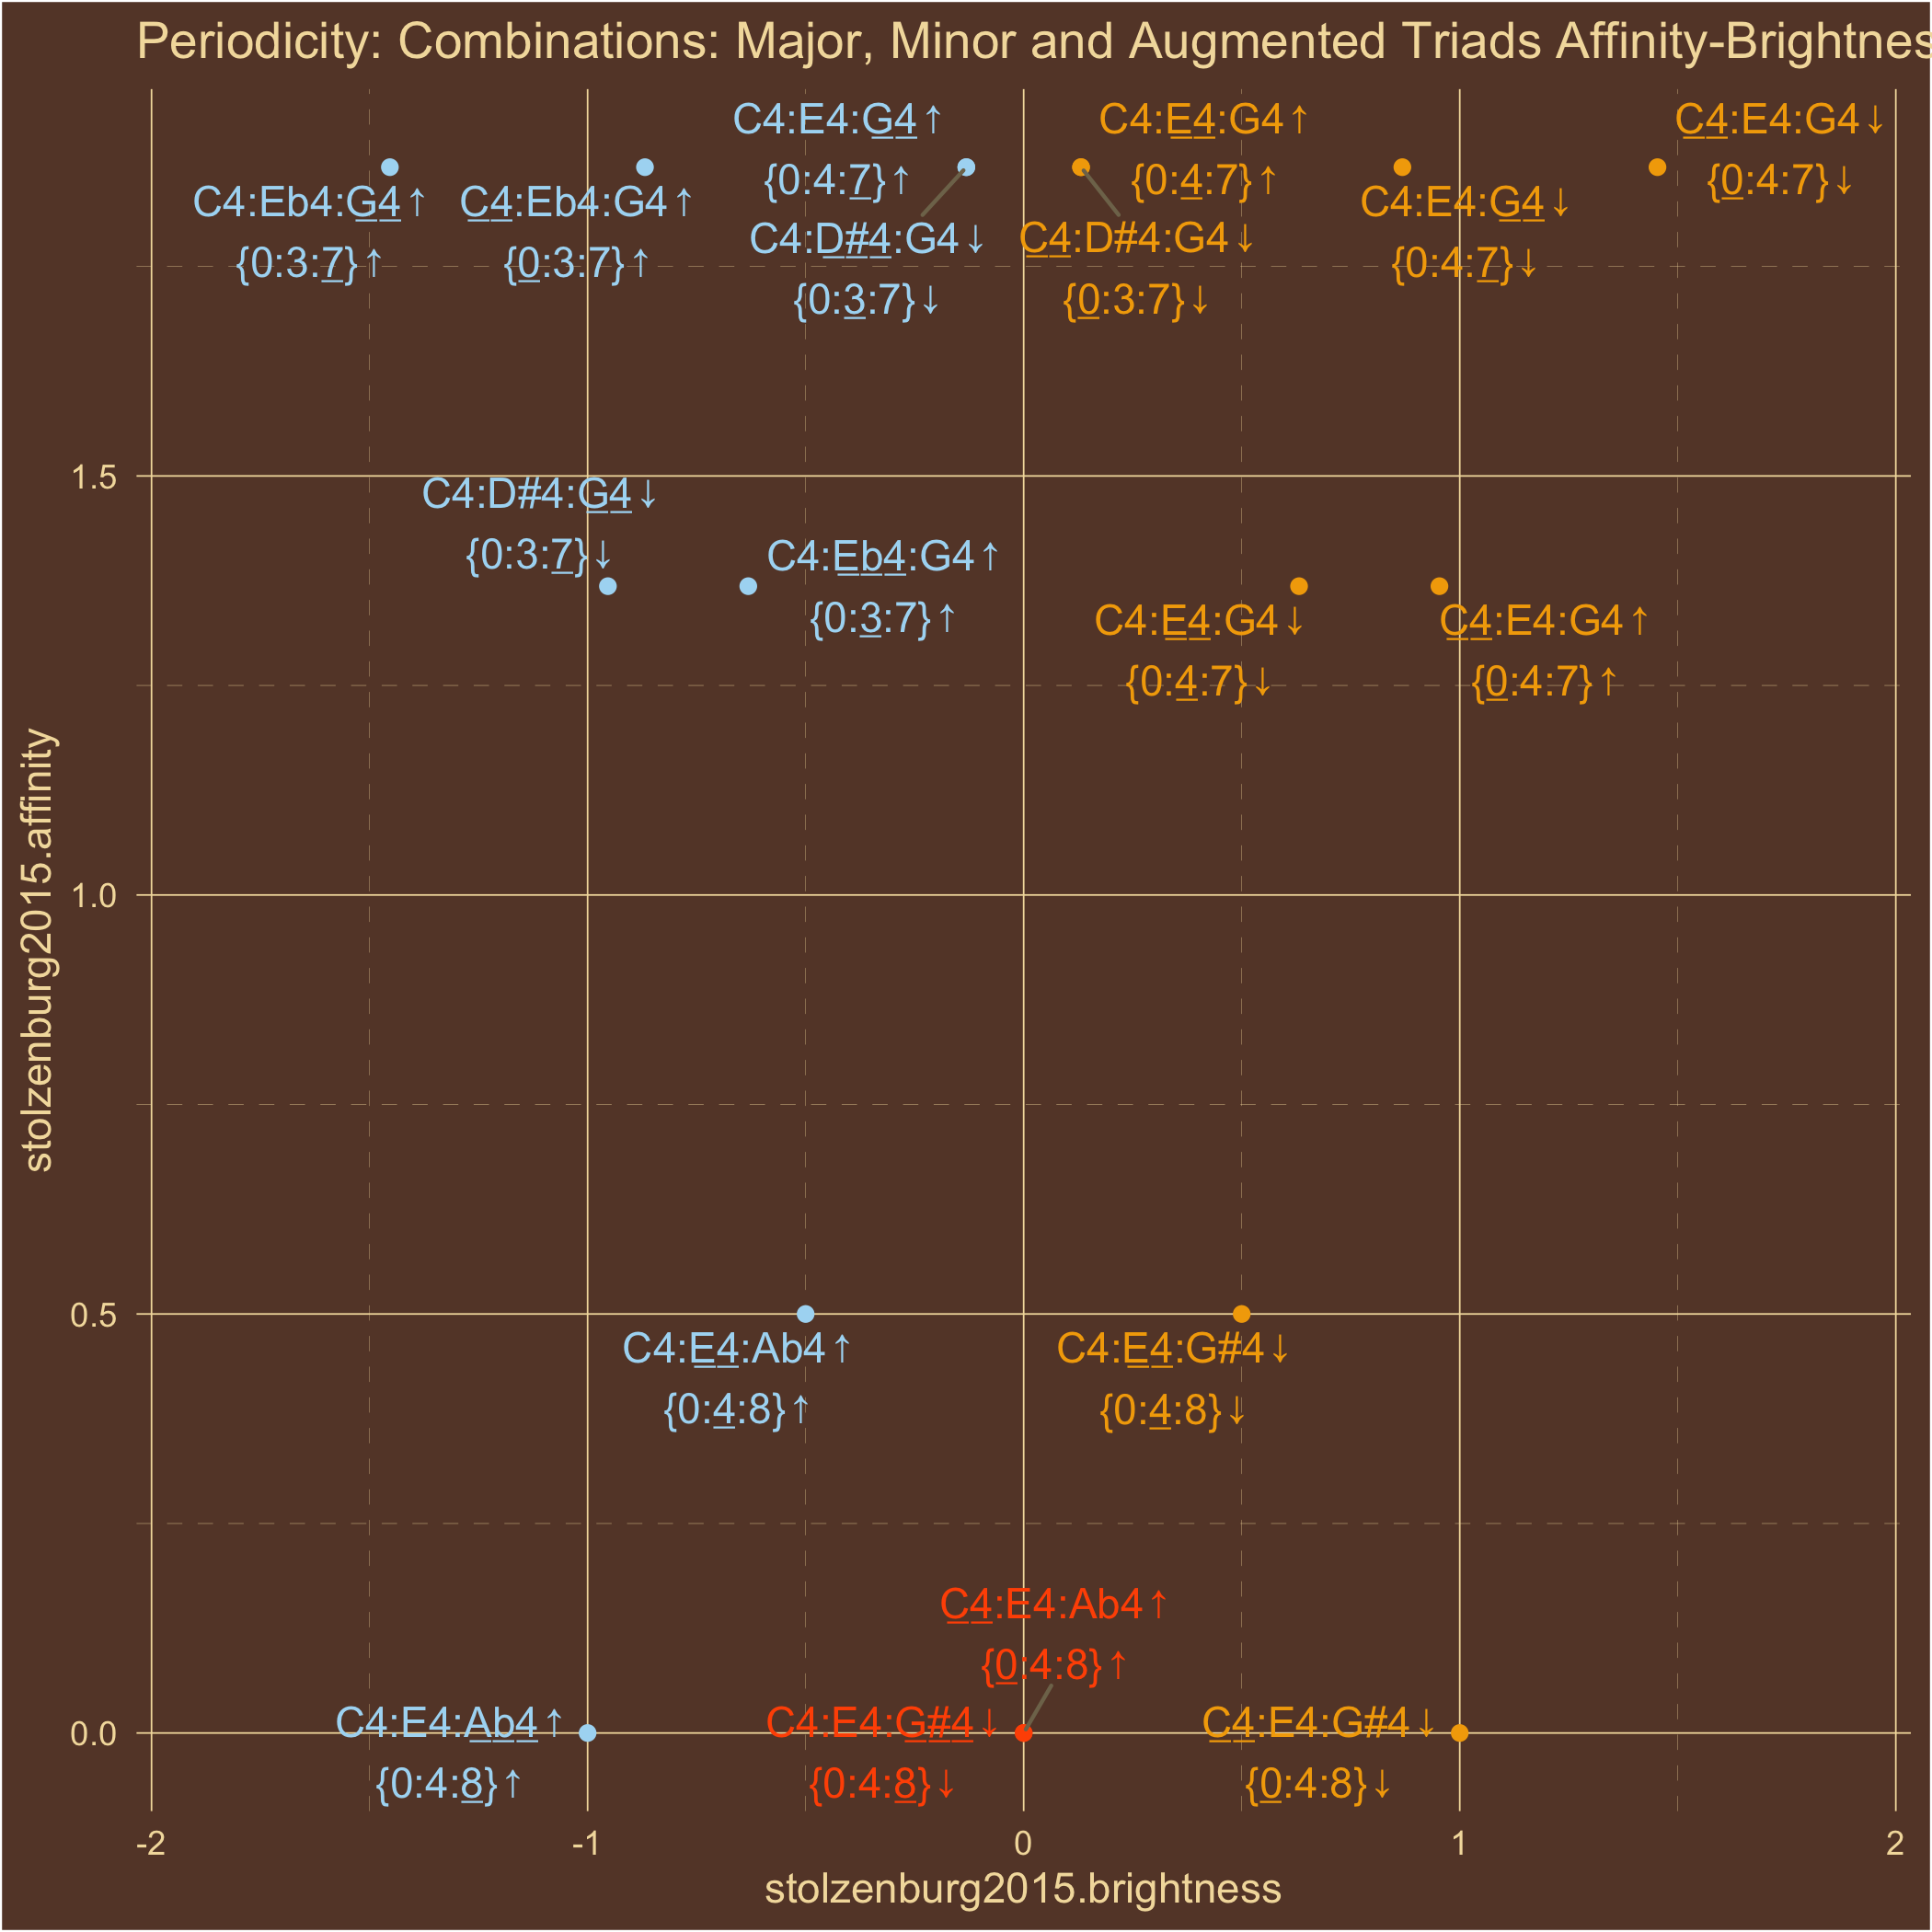 Periodicity: Combinations: Major, Minor and Augmented Triads Affinity-Brightnes
C4:E4:G4↑
{0:4:7}↑
C4:E4:G4↑
{0:4:7}↑
C4:E4:G4↓
{0:4:7}↓
C4:Eb4:G4↑
{0:3:7}↑
C4:Eb4:G4↑
{0:3:7}↑
C4:D#4:G4↓
{0:3:7}↓
C4:D#4:G4↓
{0:3:7}↓
C4:E4:G4↓
{0:4:7}↓
1.5
C4:D#4:G4↓
{0:3:7}↓
C4:Eb4:G4↑
{0:3:7}↑
C4:E4:G4↓
{0:4:7}↓
C4:E4:G4↑
{0:4:7}↑
1.0
stolzenburg2015.affinity
0.5
C4:E4:Ab4↑
{0:4:8}↑
C4:E4:G#4↓
{0:4:8}↓
C4:E4:Ab4↑
{0:4:8}↑
0.0
C4:E4:Ab4↑
{0:4:8}↑
C4:E4:G#4↓
{0:4:8}↓
C4:E4:G#4↓
{0:4:8}↓
-2
-1
0
1
2
stolzenburg2015.brightness